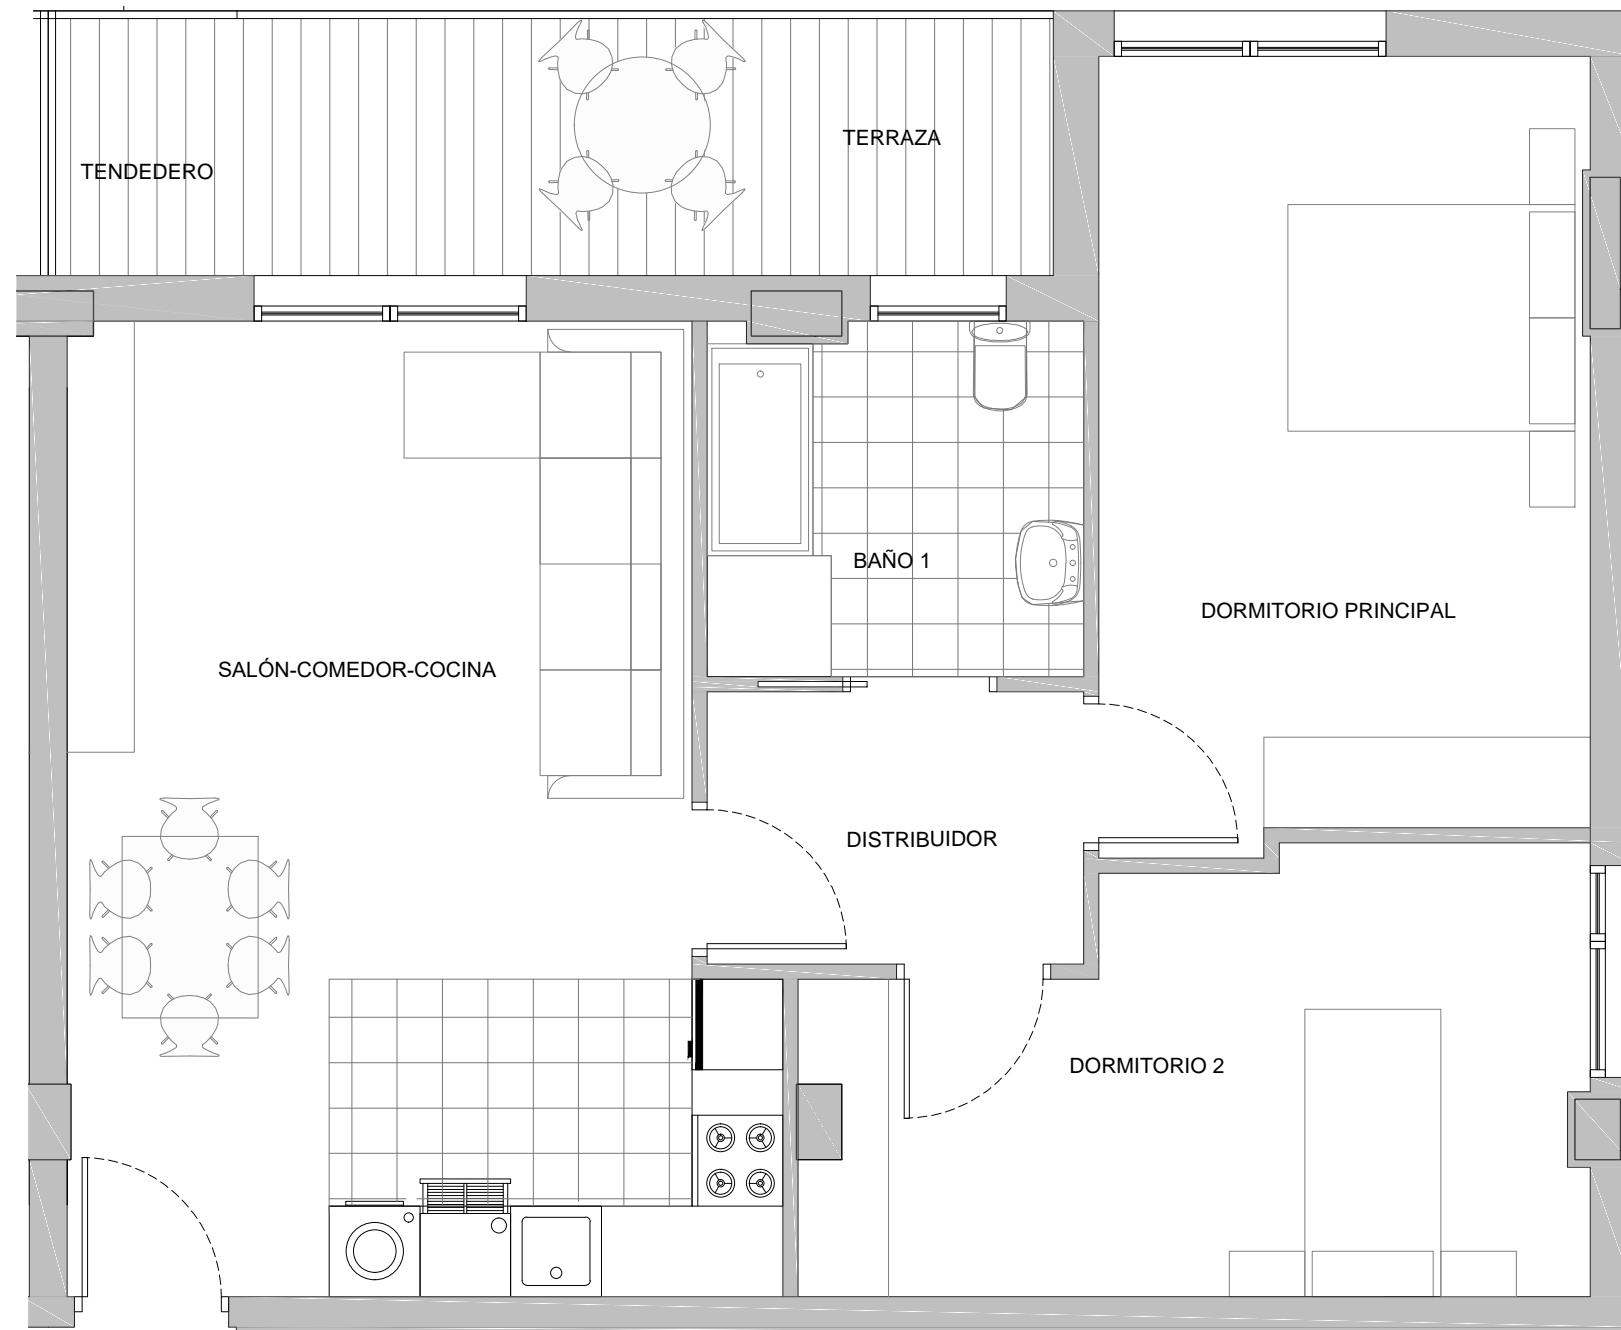 TERRAZA
TENDEDERO
BAÑO 1
DORMITORIO PRINCIPAL
SALÓN-COMEDOR-COCINA
DISTRIBUIDOR
DORMITORIO 2